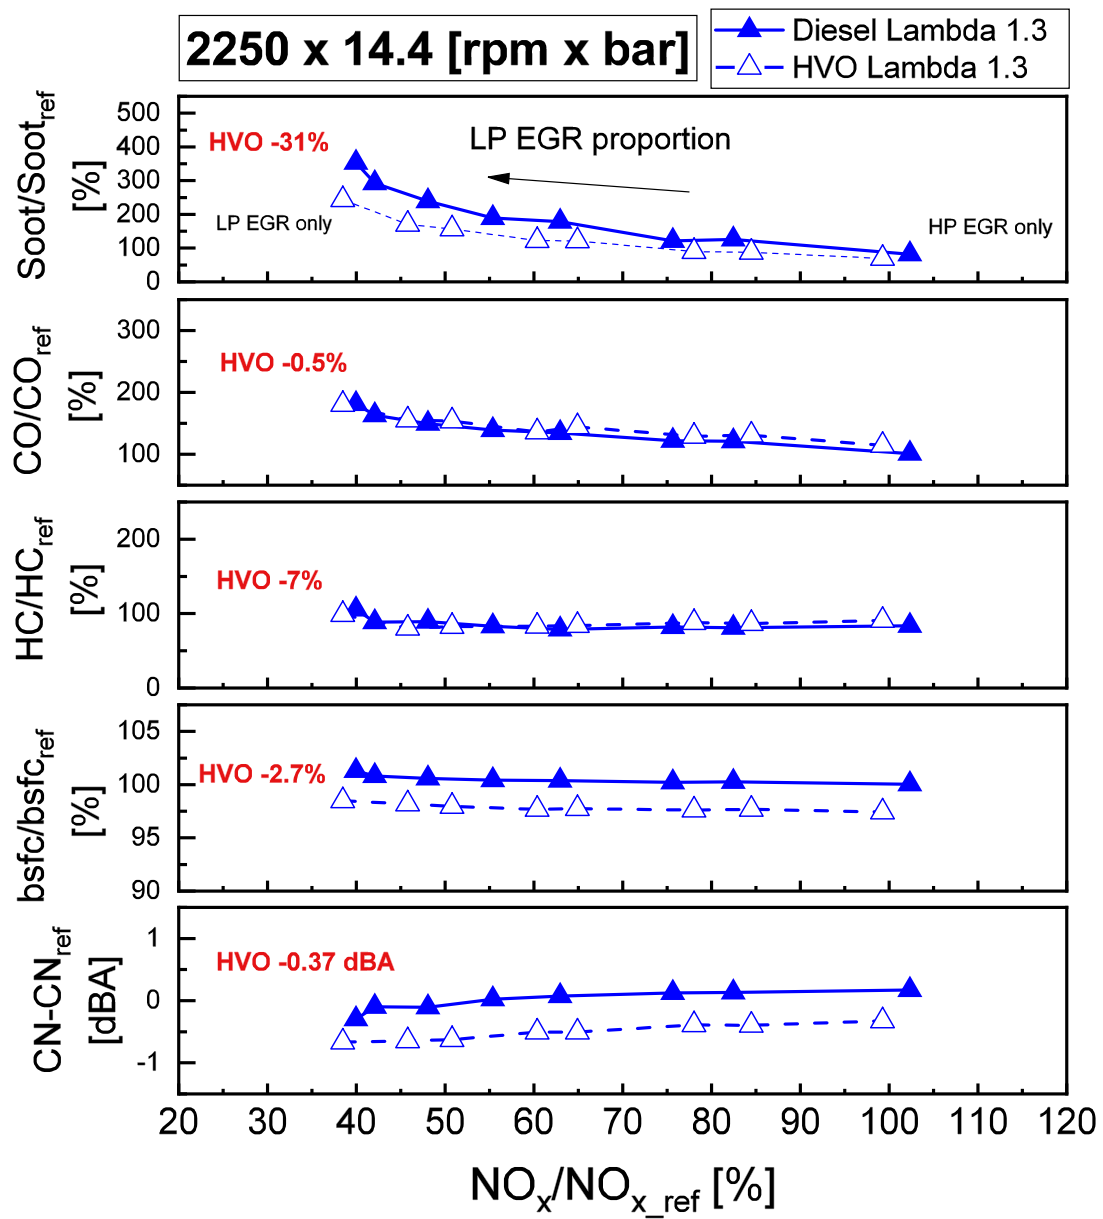 2250 x 14.4 [rpm x bar]
Diesel Lambda 1.3
HVO Lambda 1.3
Soot/Soot_ref
[%]
500
400
300
200
100
0
HVO -31%
LP EGR proportion
LP EGR only
HP EGR only
CO/CO_ref
[%]
300
200
100
HVO -0.5%
HC/HC_ref
[%]
200
100
0
HVO -7%
bsfc/bsfc_ref
[%]
105
100
95
90
HVO -2.7%
CN-CN_ref
[dBA]
1
0
-1
HVO -0.37 dBA
20 30 40 50 60 70 80 90 100 110 120
NO_x/NO_x_ref [%]